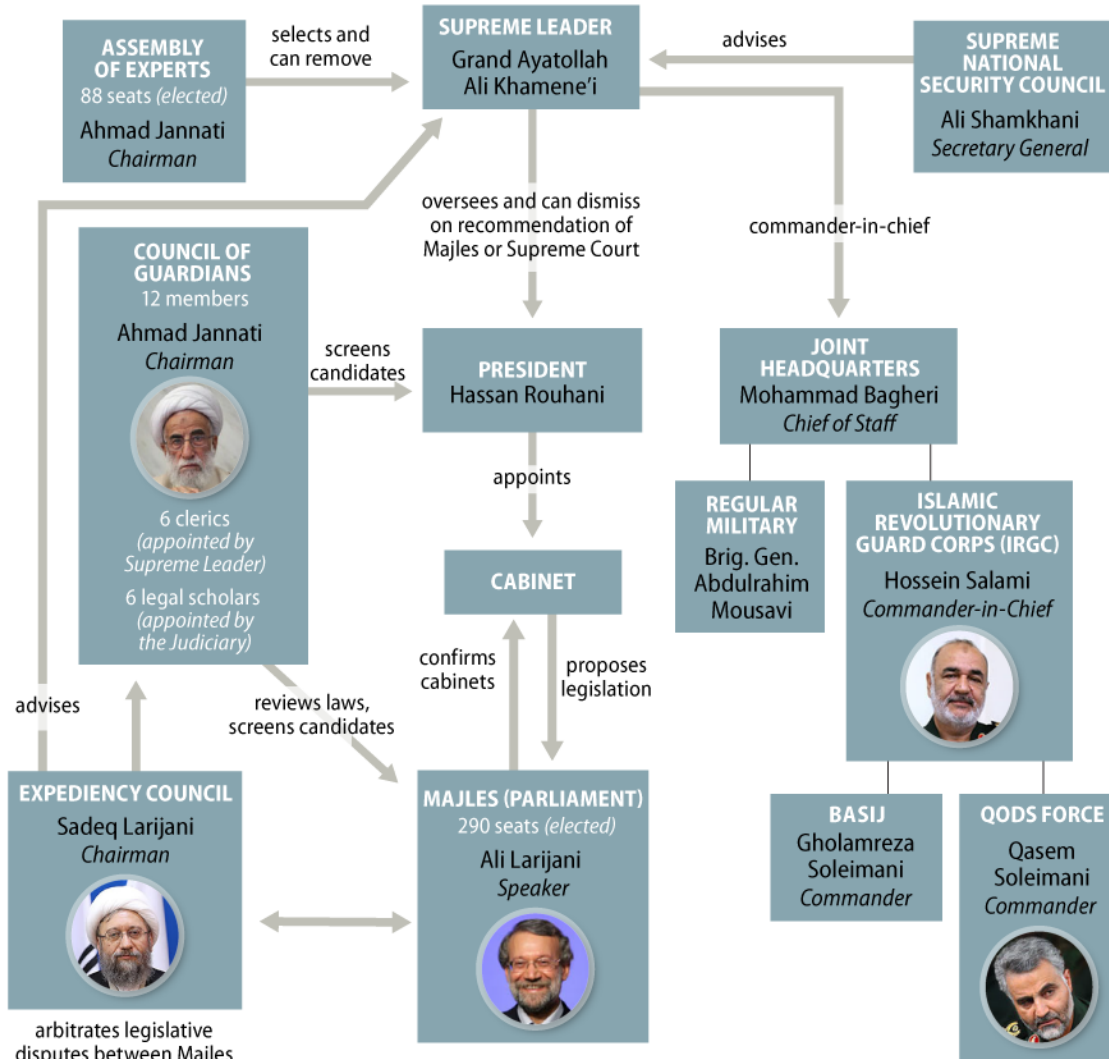 ASSEMBLY
OF EXPERTS
88 seats (elected)
Ahmad Jannati
Chairman
selects and
can remove
SUPREME LEADER
Grand Ayatollah
Ali Khamene'i
advises
SUPREME
NATIONAL
SECURITY COUNCIL
Ali Shamkhani
Secretary General
oversees and can dismiss
on recommendation of
Majles or Supreme Court
commander-in-chief
COUNCIL OF
GUARDIANS
12 members
Ahmad Jannati
Chairman
6 clerics
(appointed by
Supreme Leader)
6 legal scholars
(appointed by
the Judiciary)
screens
candidates
PRESIDENT
Hassan Rouhani
JOINT
HEADQUARTERS
Mohammad Bagheri
Chief of Staff
appoints
REGULAR
MILITARY
Brig. Gen.
Abdulrahim
Mousavi
ISLAMIC
REVOLUTIONARY
GUARD CORPS (IRGC)
Hossein Salami
Commander-in-Chief
CABINET
confirms
cabinets
proposes
legislation
advises
reviews laws,
screens candidates
EXPEDIENCY COUNCIL
Sadeq Larijani
Chairman
MAJLES (PARLIAMENT)
290 seats (elected)
Ali Larijani
Speaker
BASIJ
Gholamreza
Soleimani
Commander
QODS FORCE
Qasem
Soleimani
Commander
arbitrates legislative
disputes between Majles